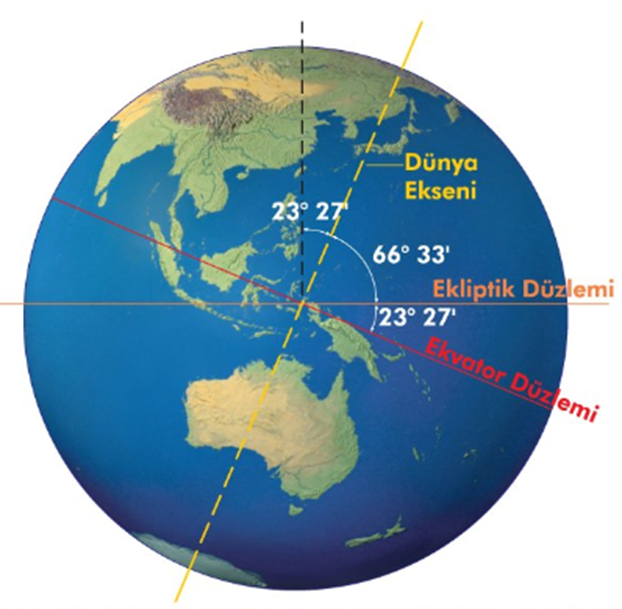 Dünya
Ekseni
23° 27'
66° 33'
Ekliptik Düzlemi
23° 27'
Ekvator Düzlemi